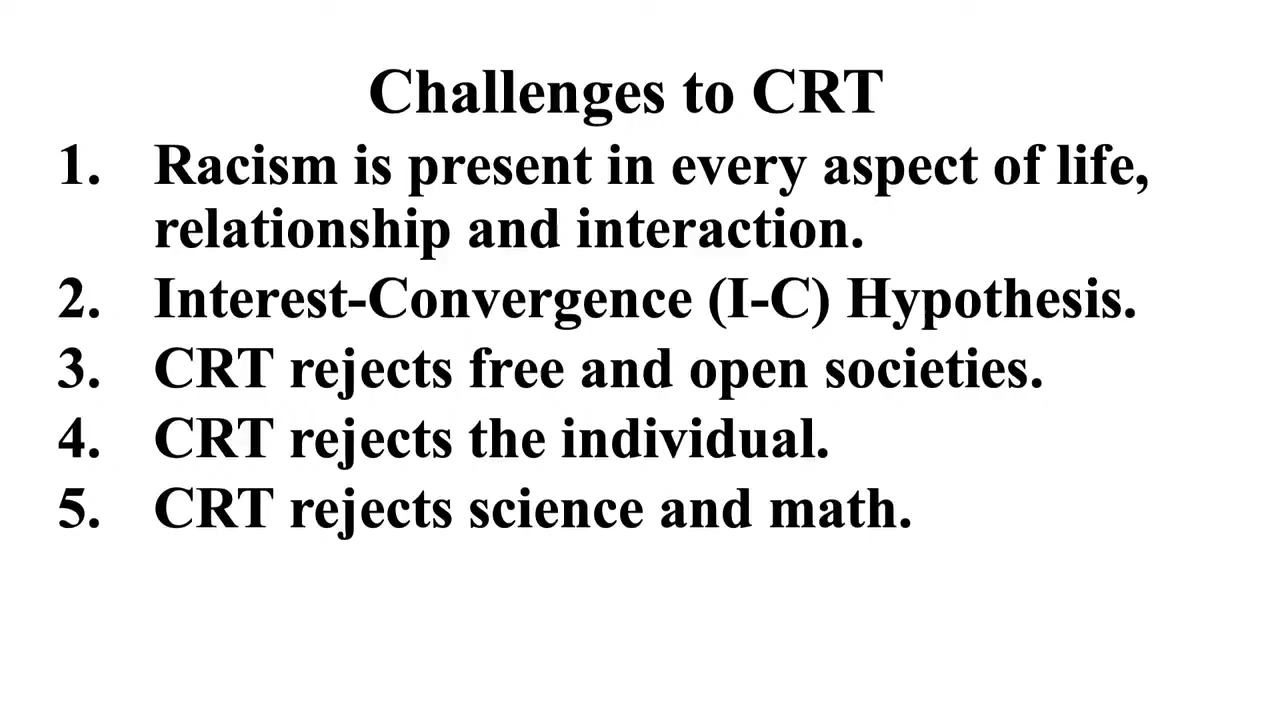 Challenges to CRT
1. Racism is present in every aspect of life,
relationship and interaction.
2. Interest-Convergence (I-C) Hypothesis.
3. CRT rejects free and open societies.
4. CRT rejects the individual.
5. CRT rejects science and math.